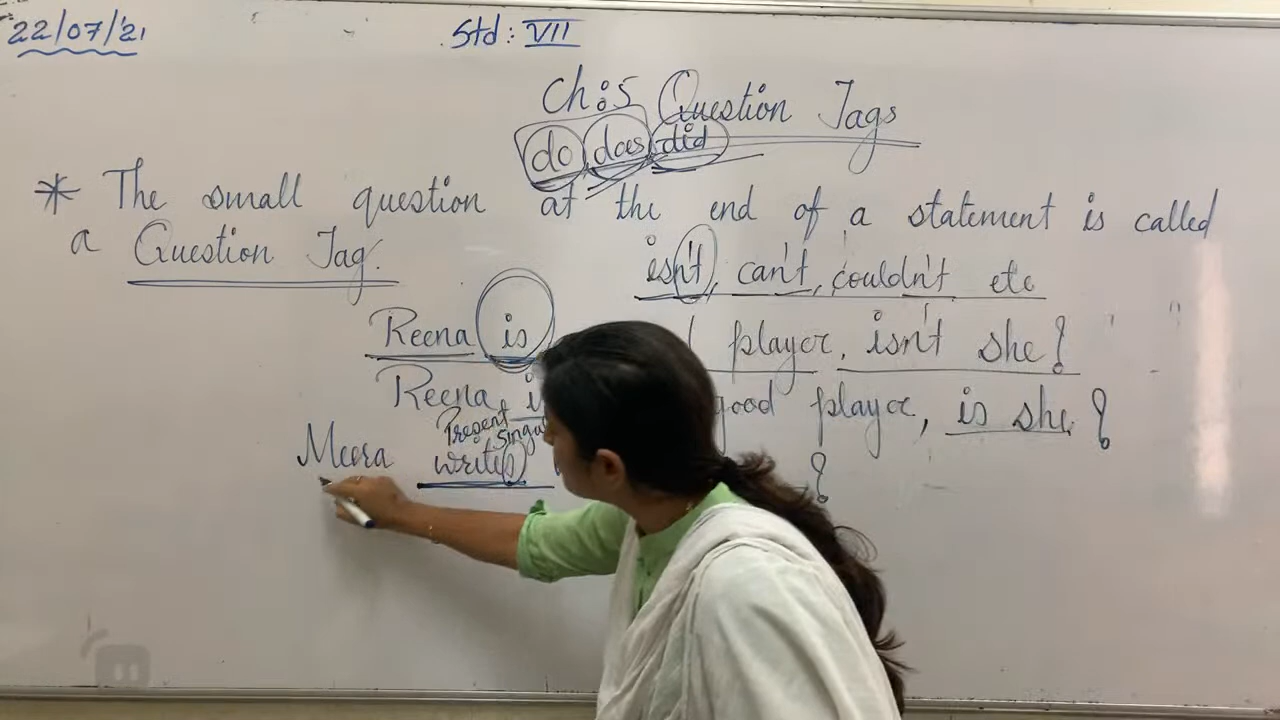 22/07/21
Std: VII
Ch:5 Question Tags
do does did
* The small question at the end of a statement is called
a Question Tag.
isn't, can't, couldn't etc
Reena is player, isn't she?
Reena good player, is she?
Present
Meera writes ?